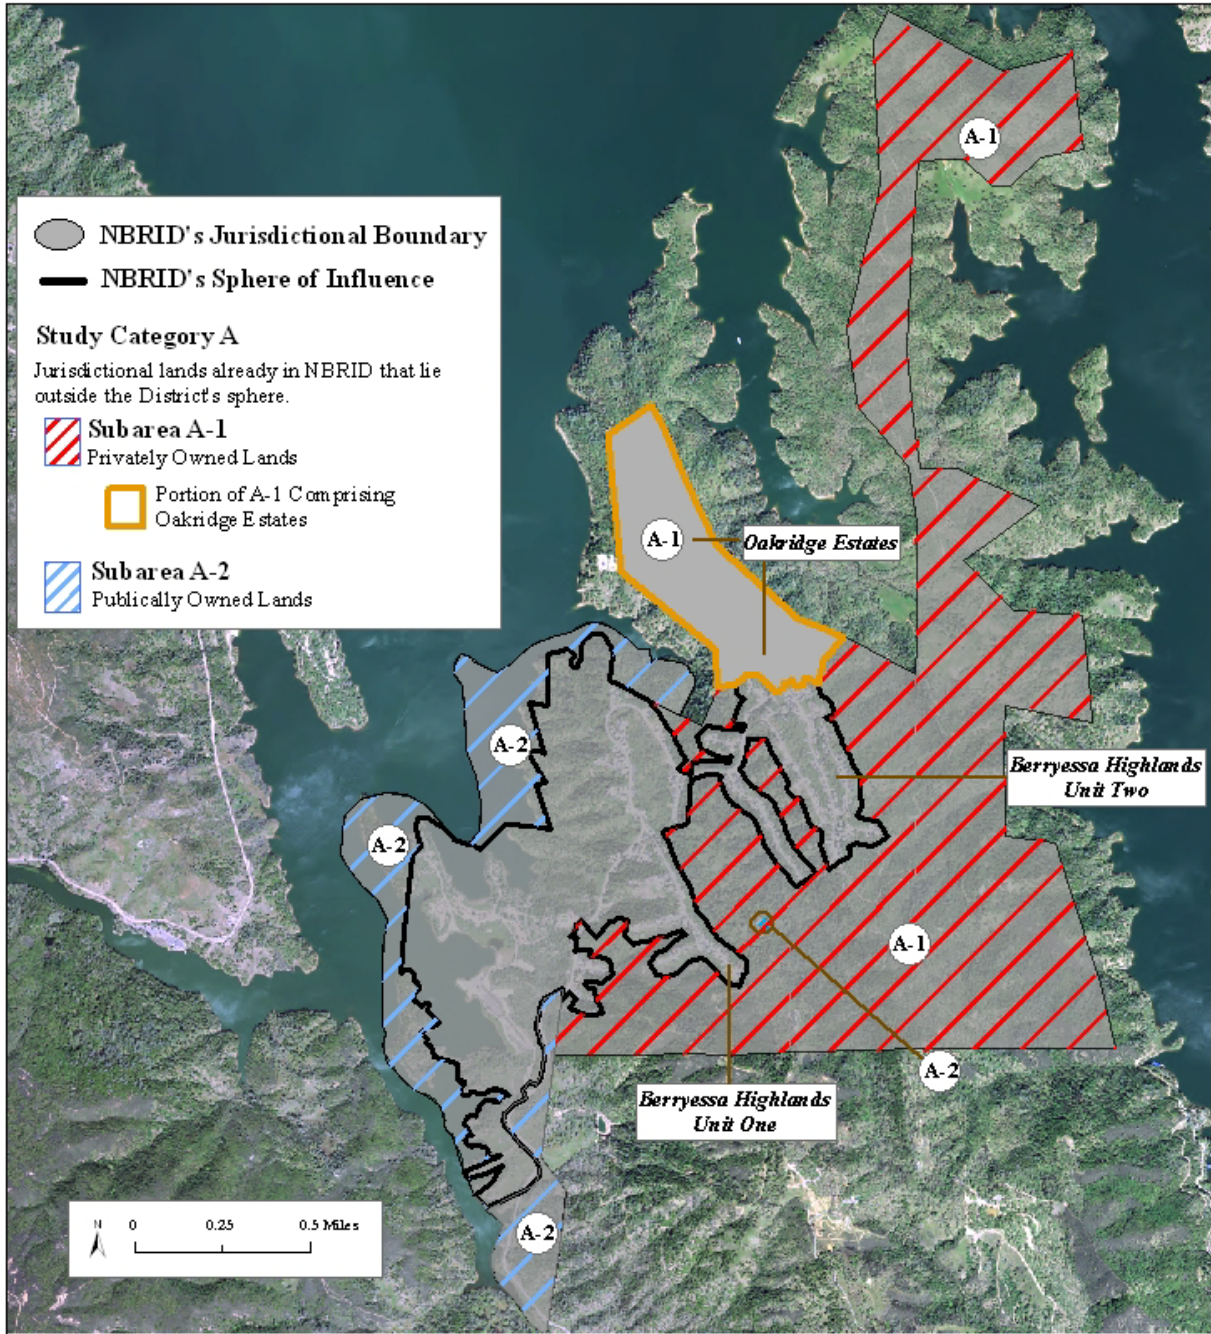 A-1
NBRID's Jurisdictional Boundary
NBRID's Sphere of Influence
Study Category A
Jurisdictional lands already in NBRID that lie
outside the District's sphere.
Subarea A-1
Privately Owned Lands
Portion of A-1 Comprising
Oakridge Estates
Subarea A-2
Publically Owned Lands
A-1
Oakridge Estates
A-2
Berryessa Highlands
Unit Two
A-2
A-1
A-2
Berryessa Highlands
Unit One
N 0 0.25 0.5 Miles
A-2